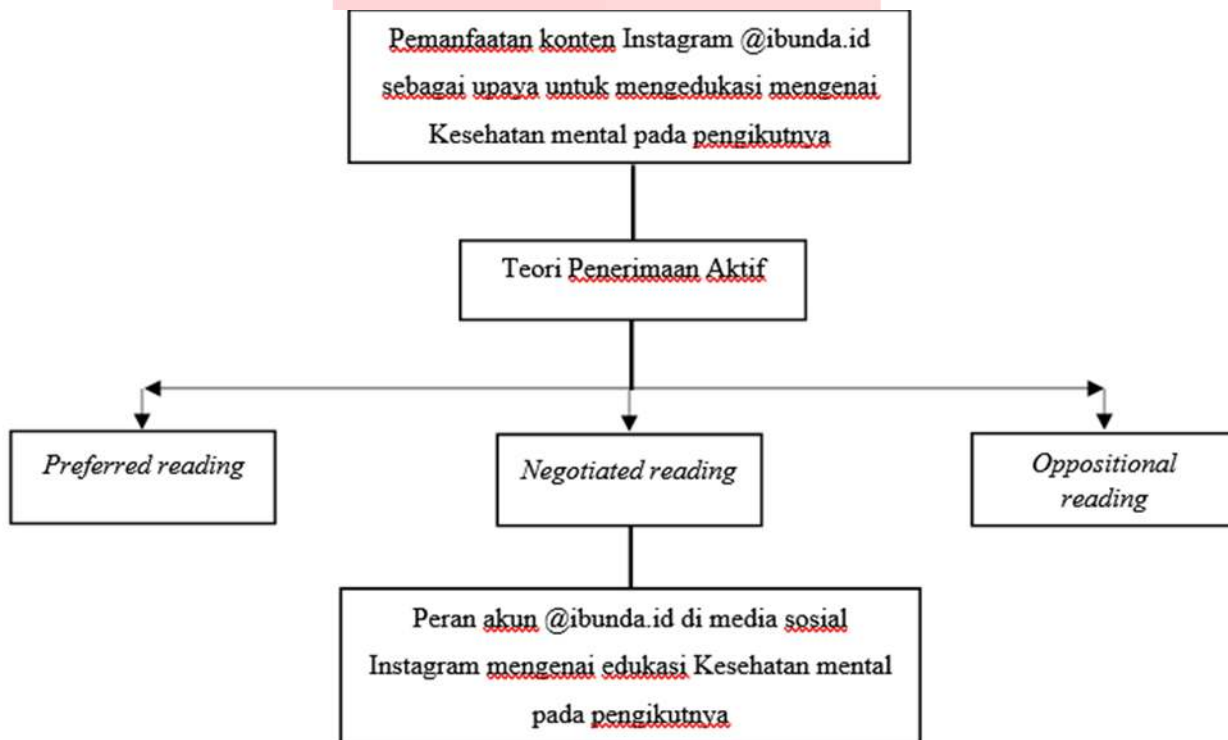 Pemanfaatan konten Instagram @ibunda.id
sebagai upaya untuk mengedukasi mengenai
Kesehatan mental pada pengikutnya
Teori Penerimaan Aktif
Preferred reading
Negotiated reading
Oppositional
reading
Peran akun @ibunda.id di media sosial
Instagram mengenai edukasi Kesehatan mental
pada pengikutnya